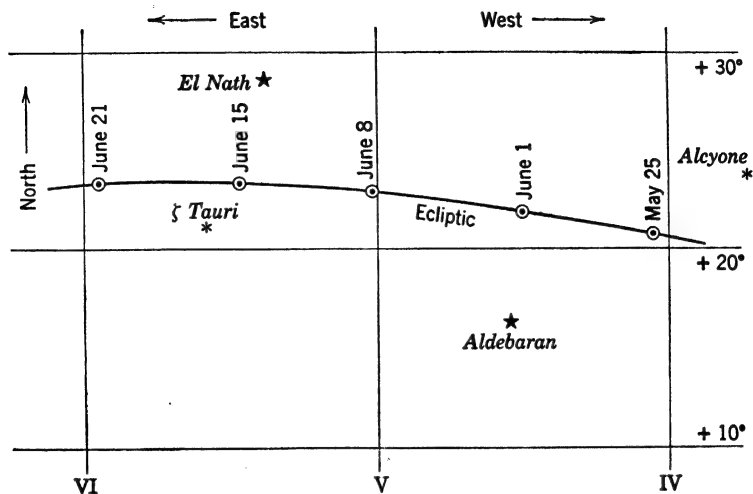 East
West
+ 30°
El Nath
North
June 21
June 15
June 8
June 1
May 25
Alcyone
ζ Tauri
Ecliptic
+ 20°
Aldebaran
+ 10°
VI
V
IV